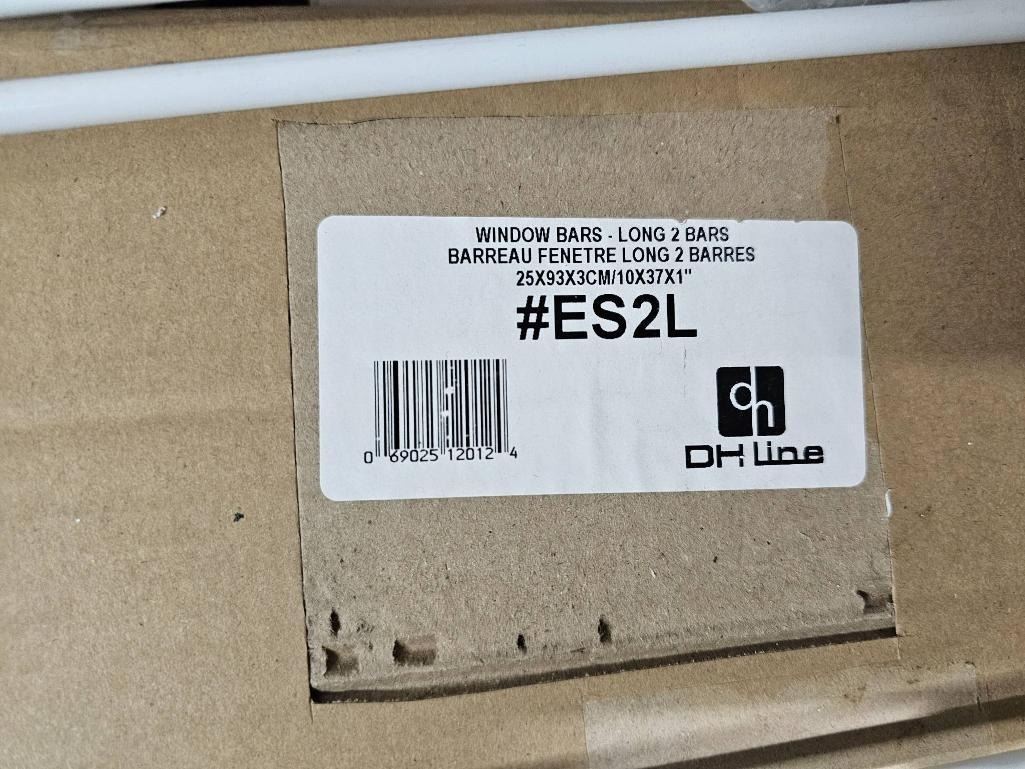 WINDOW BARS - LONG 2 BARS
BARREAU FENETRE LONG 2 BARRES
25X93X3CM/10X37X1"
#ES2L
0 69025 12012 4
dh
DH Line